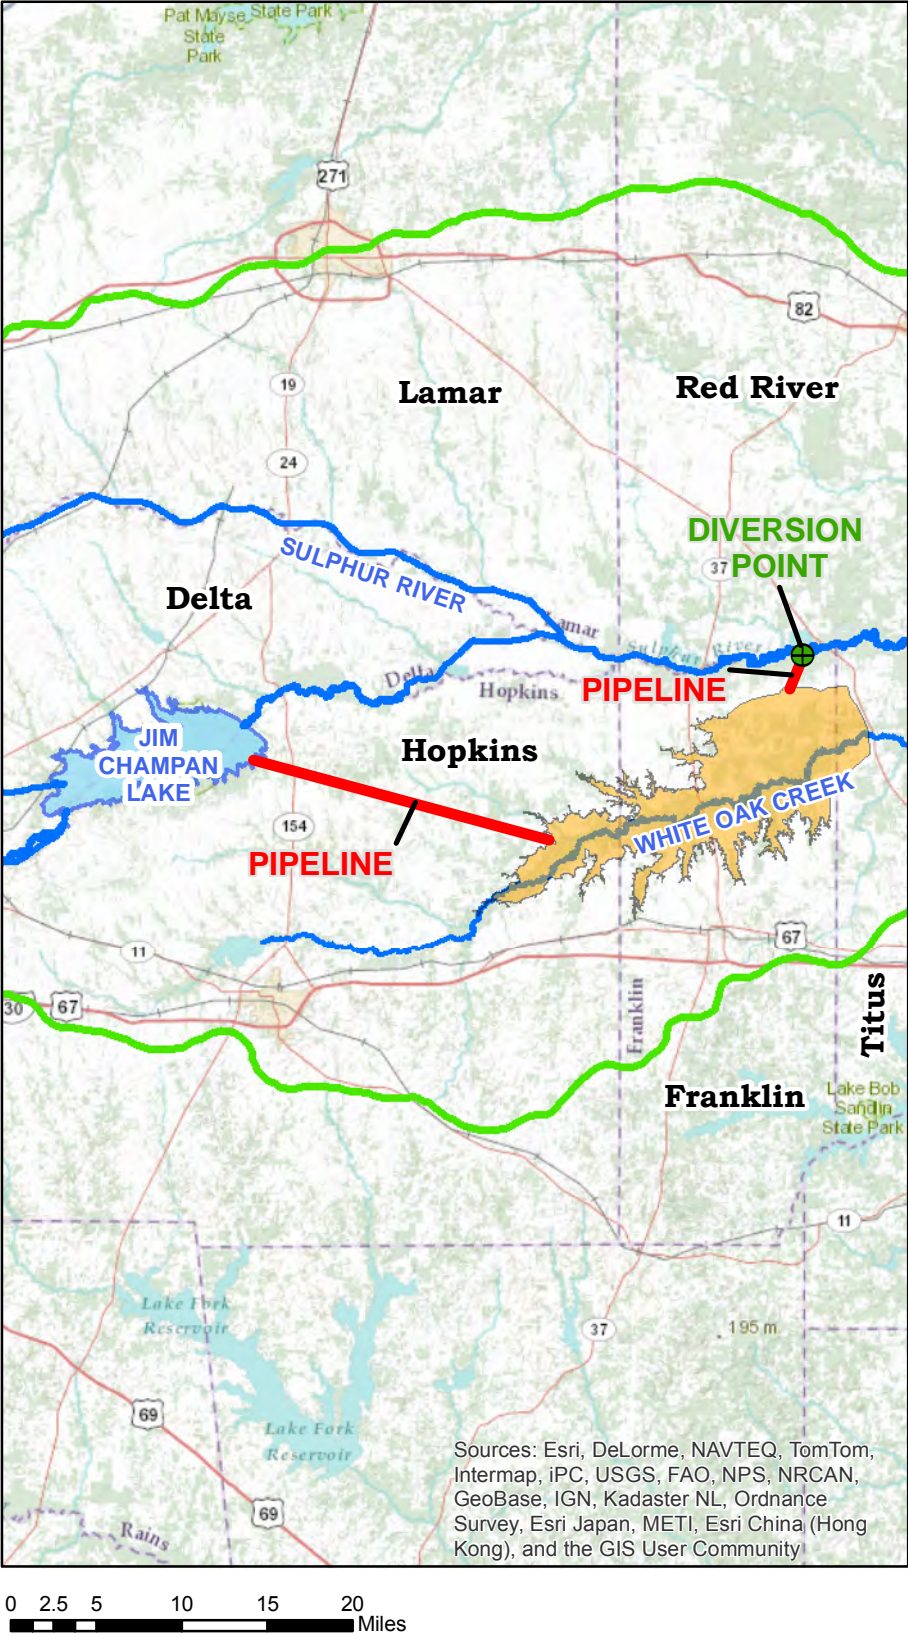 Pat Mayse State Park
State
Park
271
82
19
Lamar
Red River
24
DIVERSION
POINT
37
SULPHUR RIVER
Delta
Lamar
Sulphur River
Delta
Hopkins
PIPELINE
JIM
CHAMPAN
LAKE
Hopkins
WHITE OAK CREEK
154
PIPELINE
67
11
30
67
Franklin
Titus
Franklin
Lake Bob
Sandlin
State Park
11
Lake Fork
Reservoir
37
195 m
69
Lake Fork
Reservoir
69
Rains
Sources: Esri, DeLorme, NAVTEQ, TomTom,
Intermap, iPC, USGS, FAO, NPS, NRCAN,
GeoBase, IGN, Kadaster NL, Ordnance
Survey, Esri Japan, METI, Esri China (Hong
Kong), and the GIS User Community
0 2.5 5 10 15 20
Miles